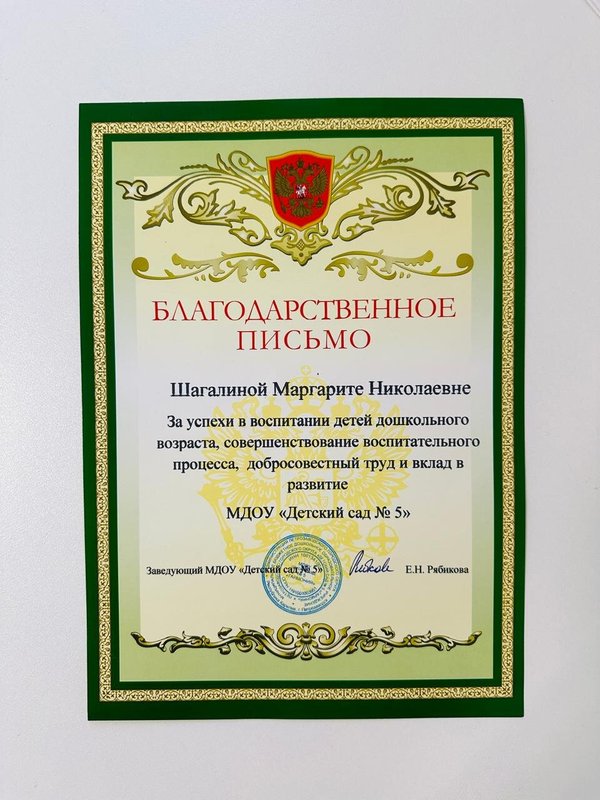 БЛАГОДАРСТВЕННОЕ
ПИСЬМО
Шагалиной Маргарите Николаевне
За успехи в воспитании детей дошкольного
возраста, совершенствование воспитательного
процесса, добросовестный труд и вклад в
развитие
МДОУ «Детский сад № 5»
Заведующий МДОУ «Детский сад № 5» Е.Н. Рябикова